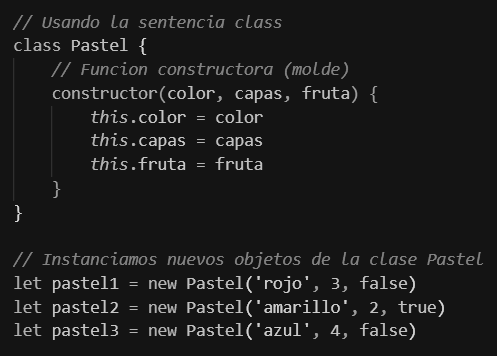 // Usando la sentencia class
class Pastel {
    // Funcion constructora (molde)
    constructor(color, capas, fruta) {
        this.color = color
        this.capas = capas
        this.fruta = fruta
    }
}

// Instanciamos nuevos objetos de la clase Pastel
let pastel1 = new Pastel('rojo', 3, false)
let pastel2 = new Pastel('amarillo', 2, true)
let pastel3 = new Pastel('azul', 4, false)